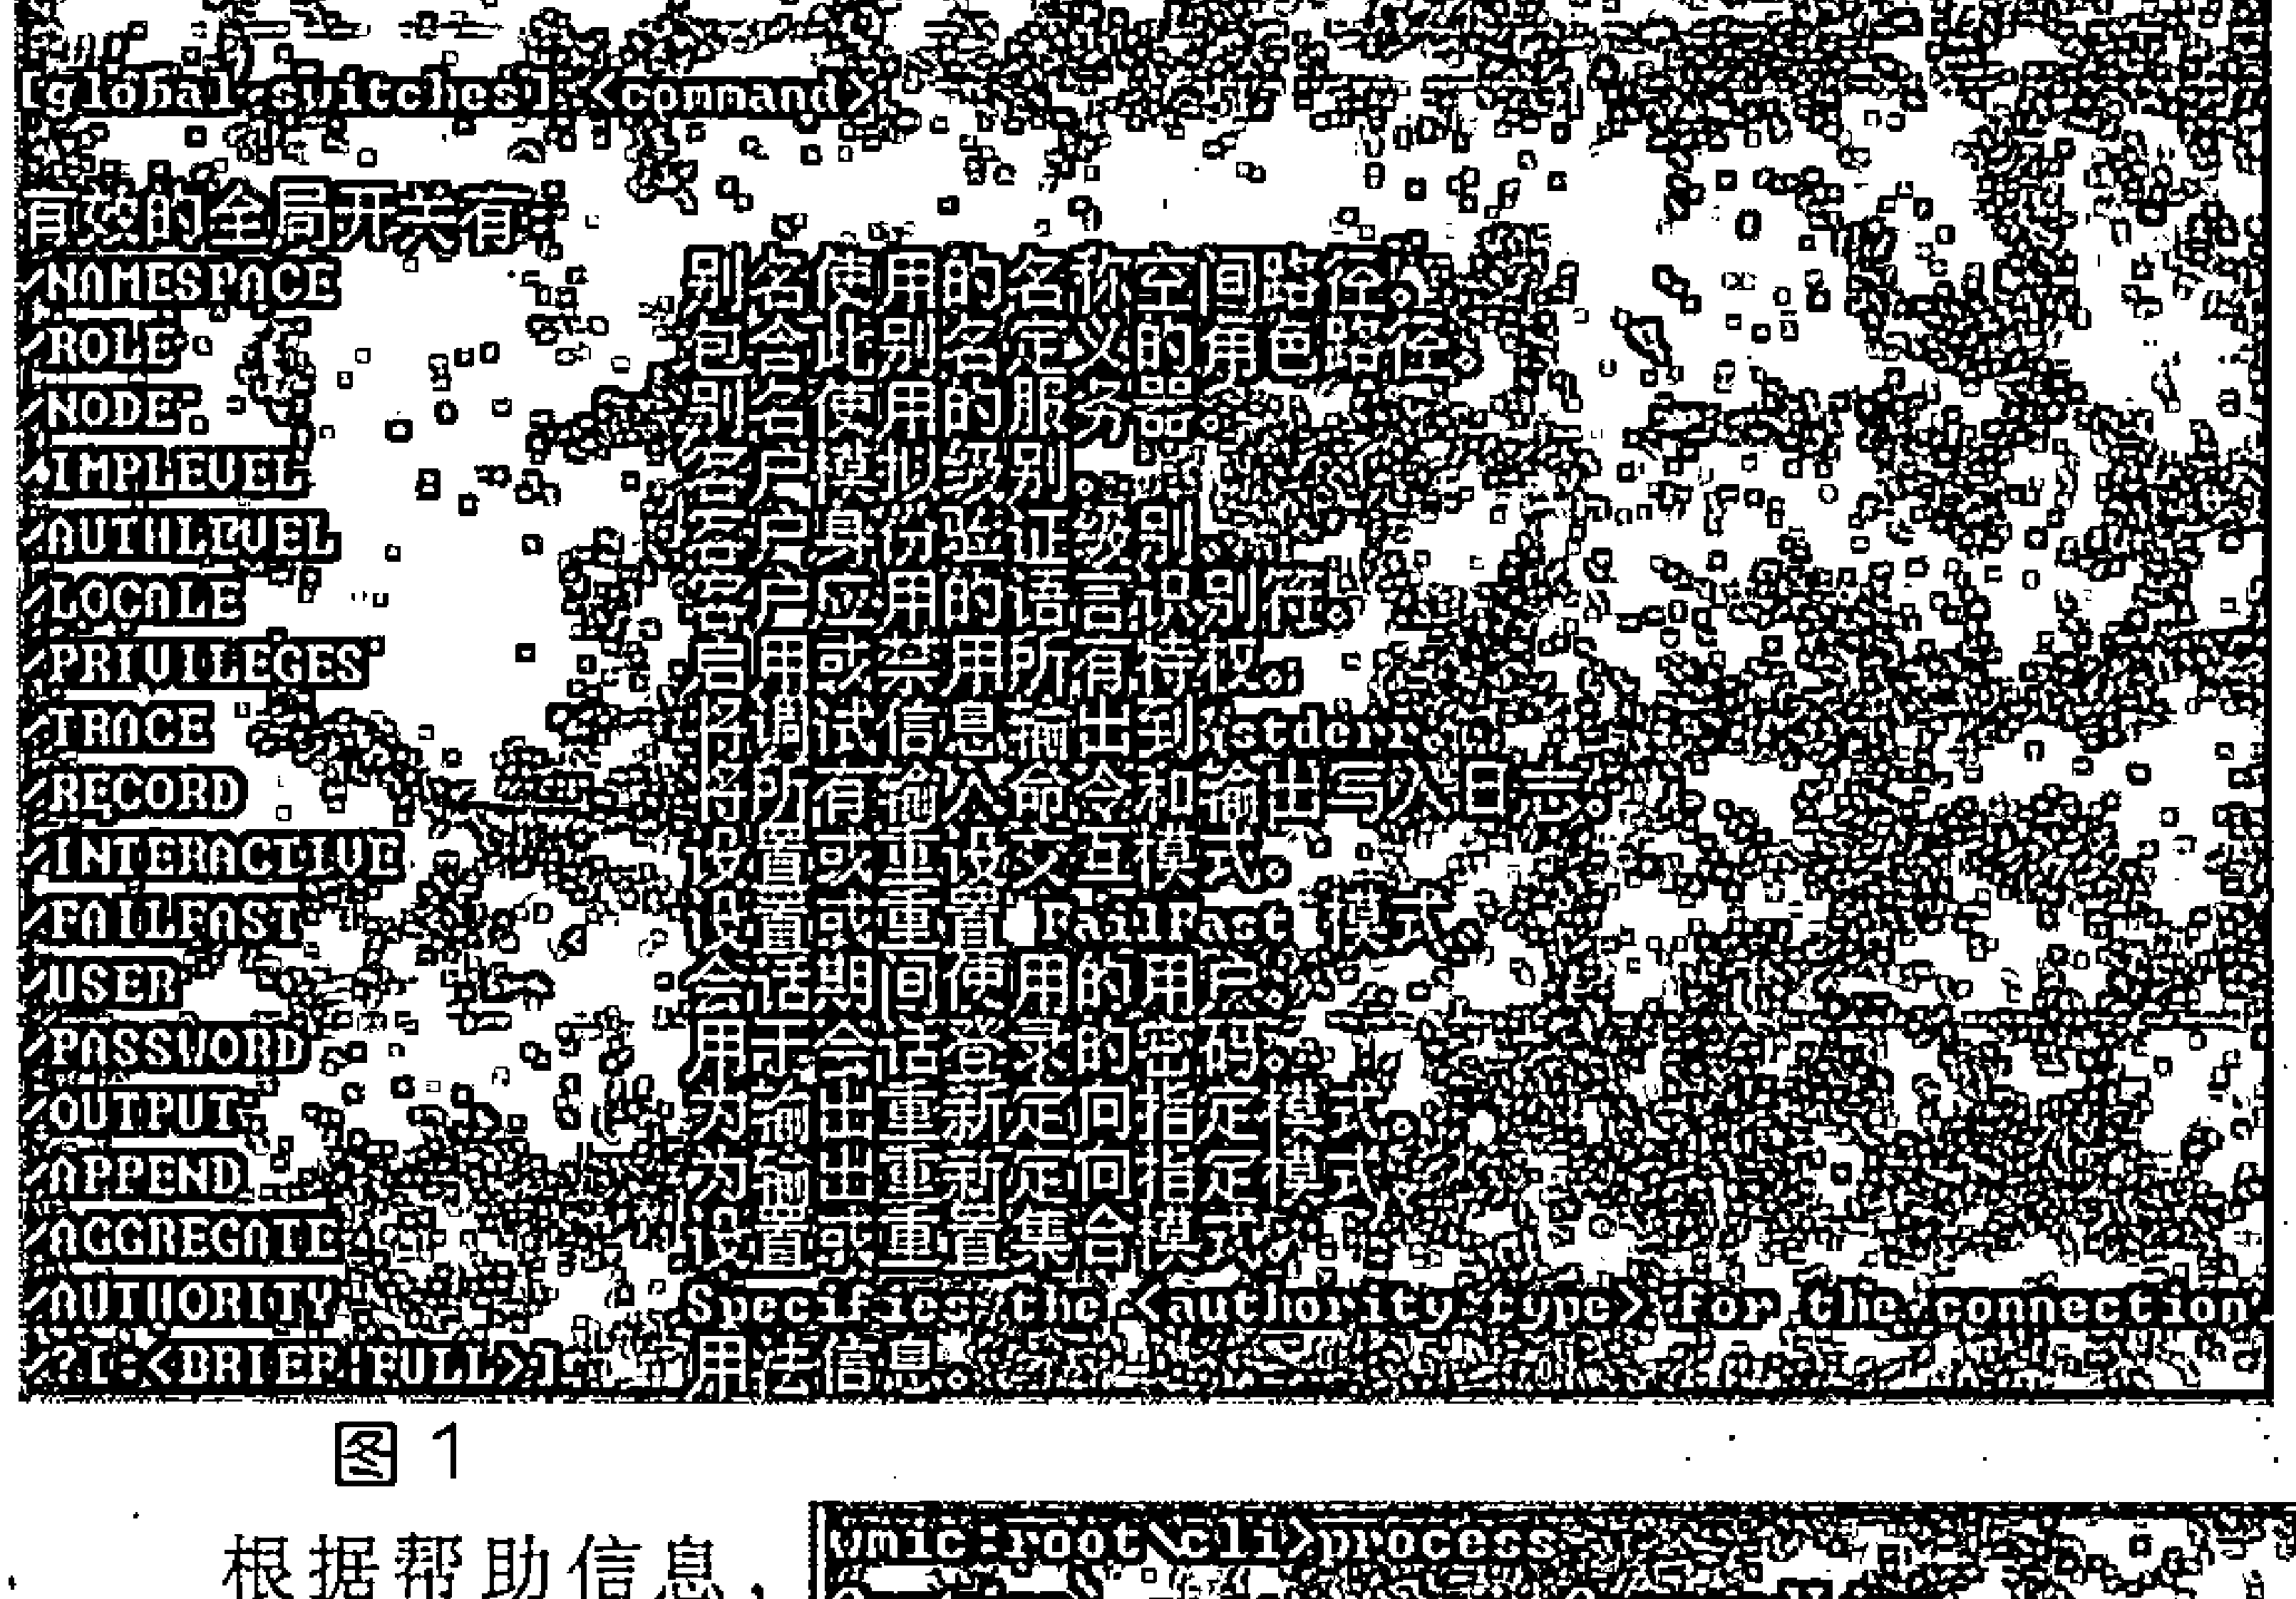 [global switches] <command>
有效的全局开关有:
/NAMESPACE 别名使用的名称空间路径。
/ROLE 包含此别名定义的角色路径。
/NODE 别名使用的服务器。
/IMPLEVEL 客户模拟级别。
/AUTHLEVEL 客户身份验证级别。
/LOCALE 客户应用的语言识别符。
/PRIVILEGES 启用或禁用所有特权。
/TRACE 将调试信息输出到 stderr。
/RECORD 将所有输入命令和输出写入日志。
/INTERACTIVE 设置或重设交互模式。
/FAILFAST 设置或重置 FailFast 模式。
/USER 会话期间使用的用户。
/PASSWORD 用于会话登录的密码。
/OUTPUT 为输出重新定向指定模式。
/APPEND 为输出重新定向指定模式。
/AGGREGATE 设置或重置集合模式。
/AUTHORITY Specifies the <authority type> for the connection.
/?[:<BRIEF|FULL>] 用法信息。
图 1
根据帮助信息，
wmic:root\cli>process